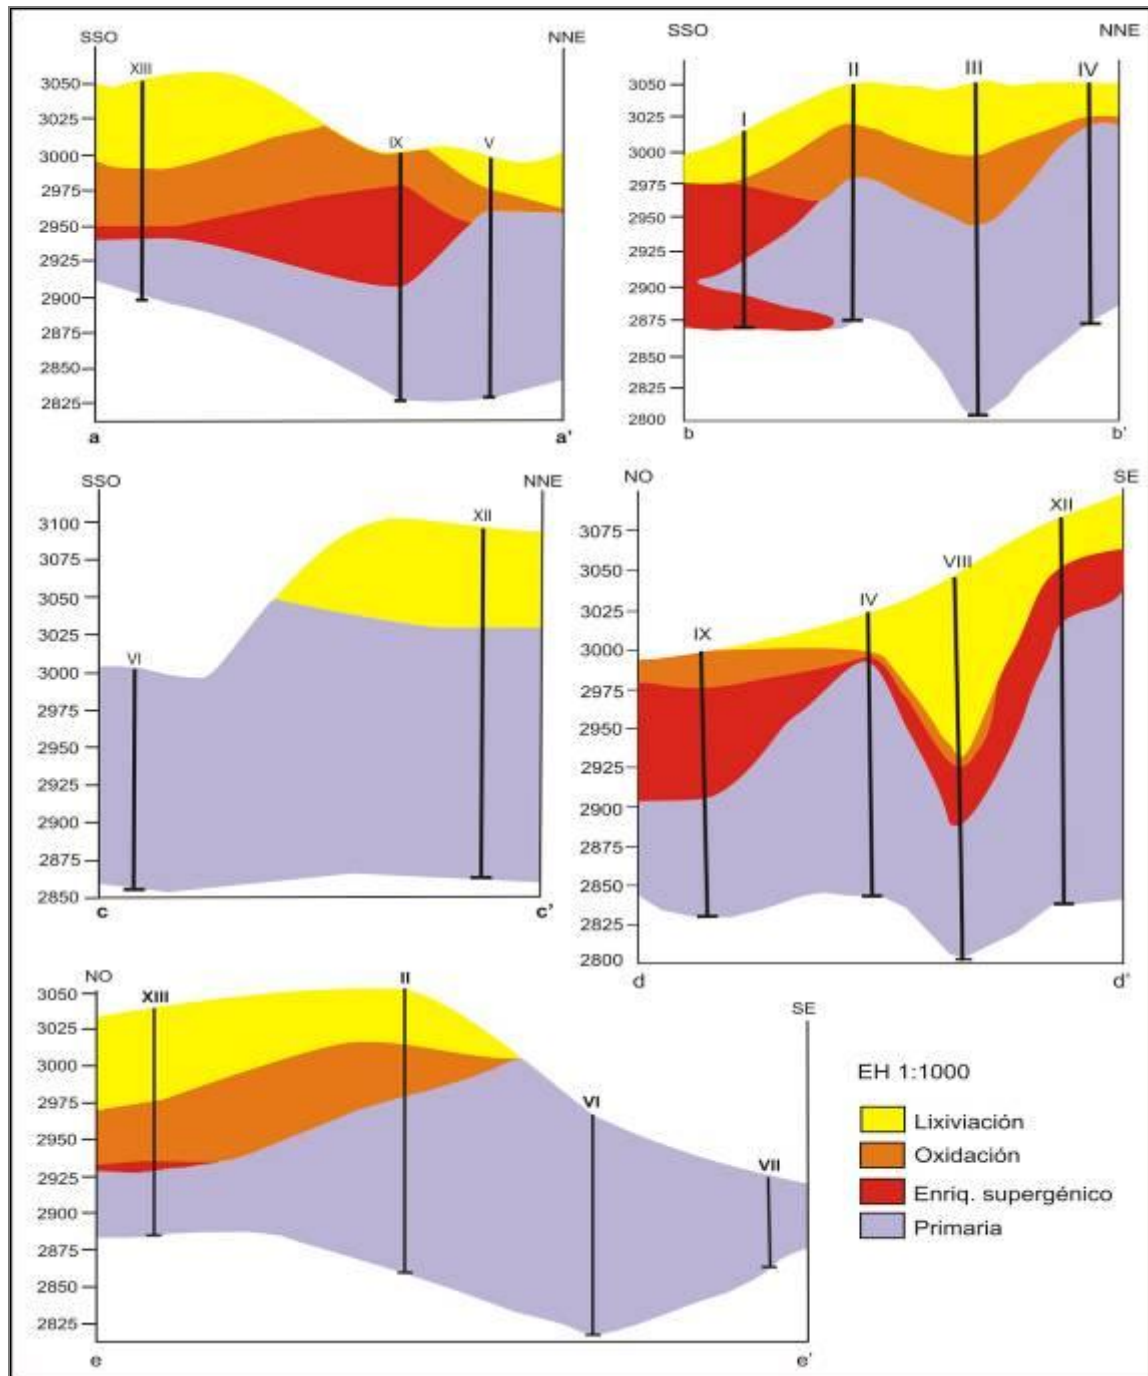 SSO NNE
XIII
IX V
3050
3000
2975
2950
2925
2900
2875
2850
2825
a a'
SSO NNE
I II III IV
3050
3000
2975
2950
2925
2900
2875
2850
2825
2800
b b'
SSO NNE
VI XII
3100
3075
3050
3025
3000
2975
2950
2925
2900
2875
2850
c c'
NO SE
IX IV VIII XII
3075
3050
3025
3000
2975
2950
2925
2900
2875
2850
2825
2800
d d'
NO SE
XIII II VI VII
3050
3025
3000
2975
2950
2925
2900
2875
2850
2825
e e'
EH 1:1000
Lixiviación
Oxidación
Enriq. supergénico
Primaria